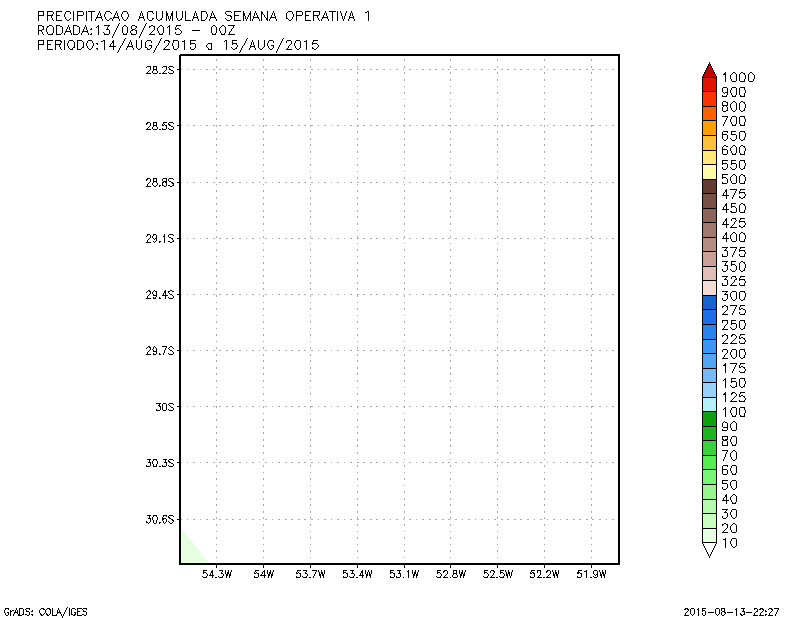 PRECIPITACAO ACUMULADA SEMANA OPERATIVA 1
RODADA:13/08/2015 - 00Z
PERIODO:14/AUG/2015 a 15/AUG/2015
28.2S
28.5S
28.8S
29.1S
29.4S
29.7S
30S
30.3S
30.6S
54.3W 54W 53.7W 53.4W 53.1W 52.8W 52.5W 52.2W 51.9W
1000
900
800
700
650
600
550
500
475
450
425
400
375
350
325
300
275
250
225
200
175
150
125
100
90
80
70
60
50
40
30
20
10
GrADS: COLA/IGES
2015-08-13-22:27